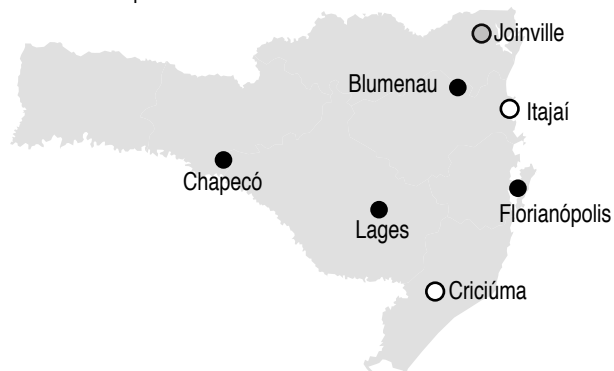 Joinville
Blumenau
Itajaí
Chapecó
Florianópolis
Lages
Criciúma